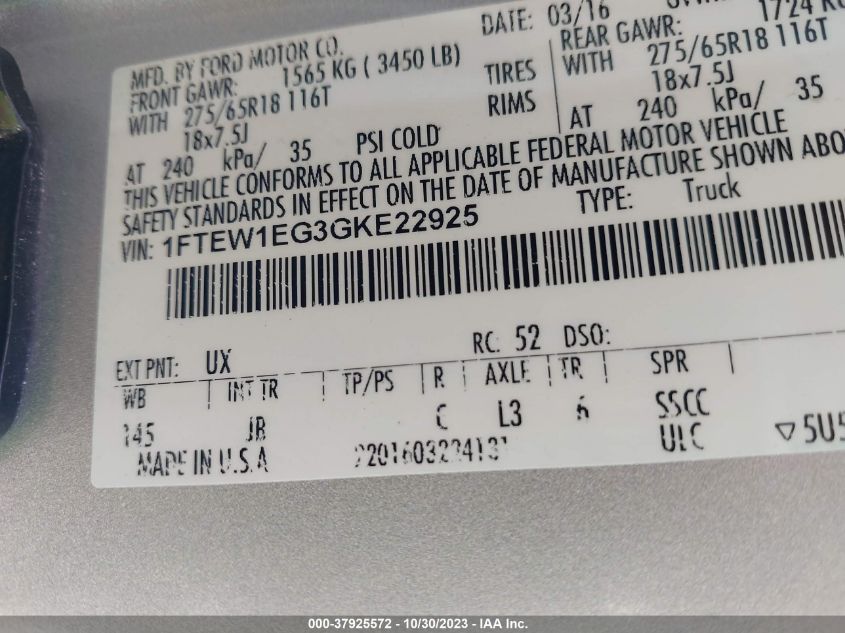 DATE: 03/16
MFD. BY FORD MOTOR CO.
FRONT GAWR: 1565 KG ( 3450 LB)
WITH 275/65R18 116T TIRES
18x7.5J RIMS
AT 240 kPa/ 35 PSI COLD
REAR GAWR: 1724
WITH 275/65R18 116T
18x7.5J
AT 240 kPa/ 35
THIS VEHICLE CONFORMS TO ALL APPLICABLE FEDERAL MOTOR VEHICLE
SAFETY STANDARDS IN EFFECT ON THE DATE OF MANUFACTURE SHOWN
VIN: 1FTEW1EG3GKE22925 TYPE: Truck
EXT PNT: UX RC: 52 DSO:
WB INT TR TP/PS R AXLE TR SPR
145 JB C L3 6 SSCC
MADE IN U.S.A ULC
000-37925572 - 10/30/2023 - IAA Inc.